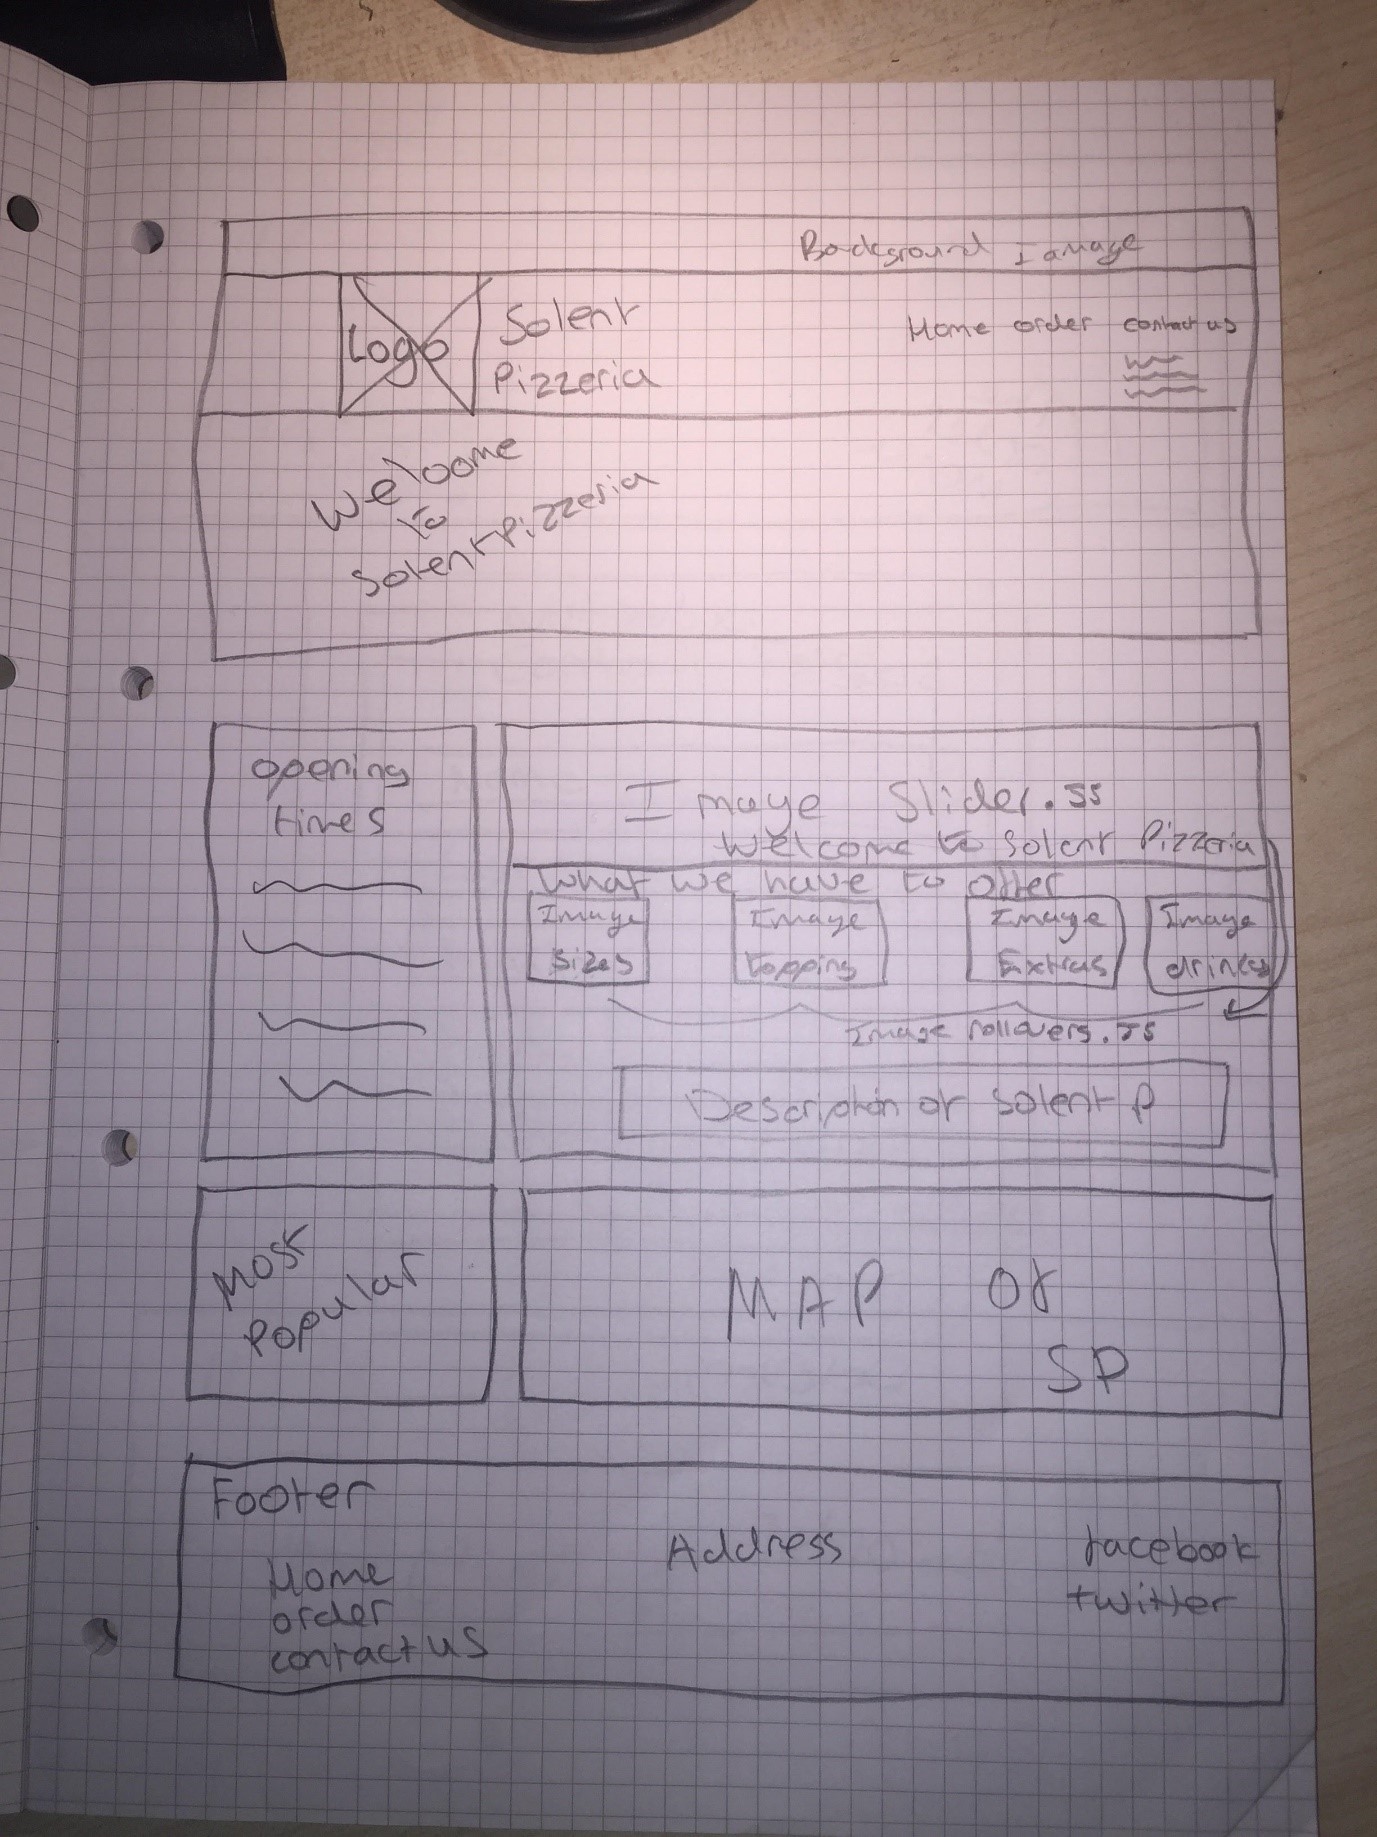 Background Iamage
Logo
Solent
Pizzeria
Home order contact us
Welcome
to
Solent Pizzeria
opening
times
Image Slider.JS
Welcome to Solent Pizzeria
What we have to offer
Image
Sizes
Image
topping
Image
Extras
Image
drinks
Image rollovers.JS
Description of Solent P
Most
Popular
MAP Of
SP
Footer
Home
order
contact us
Address
facebook
twitter